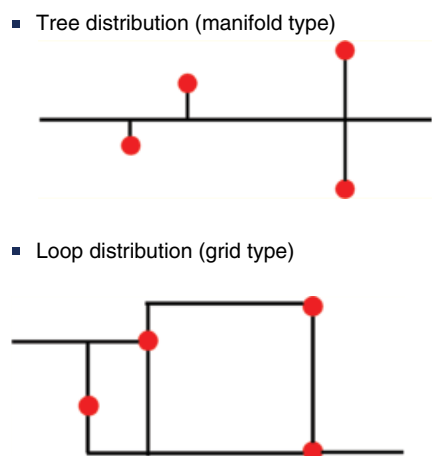 ▪ Tree distribution (manifold type)
▪ Loop distribution (grid type)